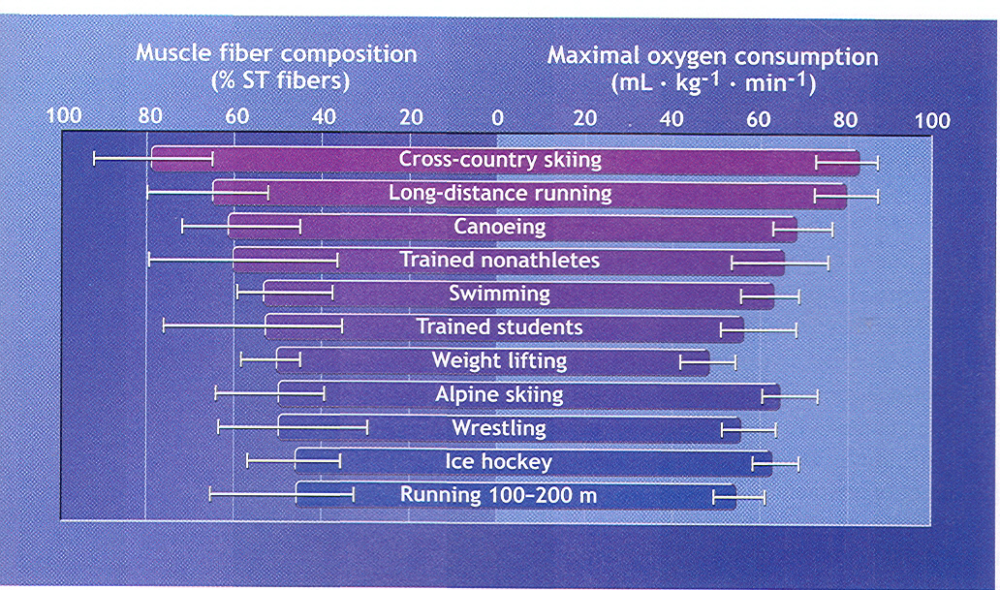 Muscle fiber composition
(% ST fibers)
Maximal oxygen consumption
(mL · kg⁻¹ · min⁻¹)
100 80 60 40 20 0 20 40 60 80 100
Cross-country skiing
Long-distance running
Canoeing
Trained nonathletes
Swimming
Trained students
Weight lifting
Alpine skiing
Wrestling
Ice hockey
Running 100–200 m